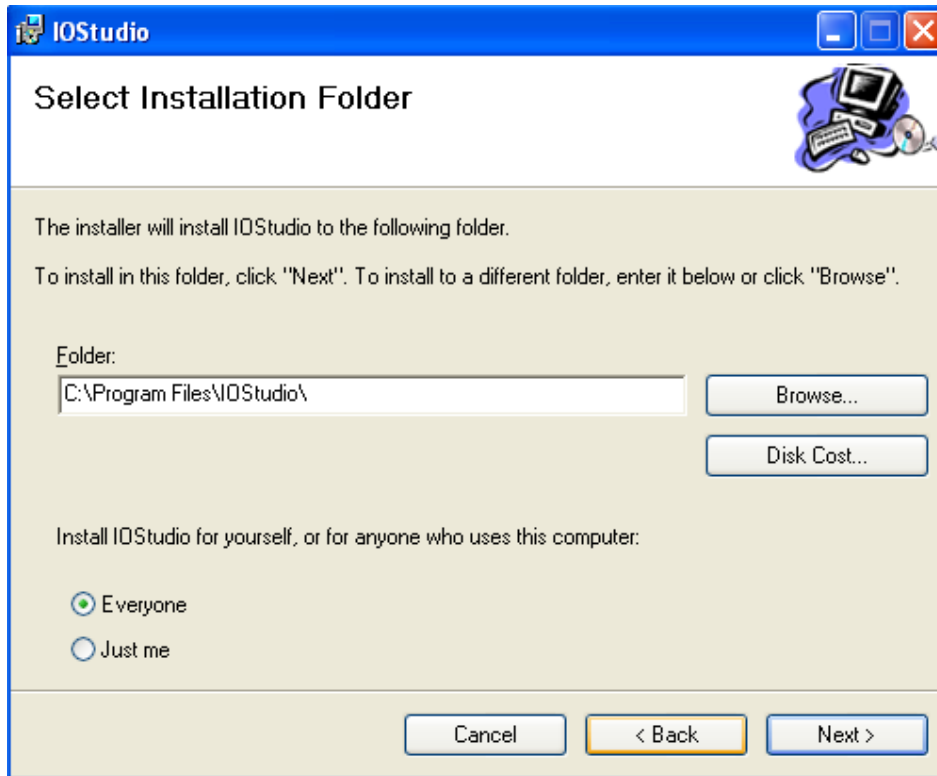 IOStudio
Select Installation Folder
The installer will install IOStudio to the following folder.
To install in this folder, click "Next". To install to a different folder, enter it below or click "Browse".
Folder:
C:\Program Files\IOStudio\
Browse...
Disk Cost...
Install IOStudio for yourself, or for anyone who uses this computer:
Everyone
Just me
Cancel
< Back
Next >